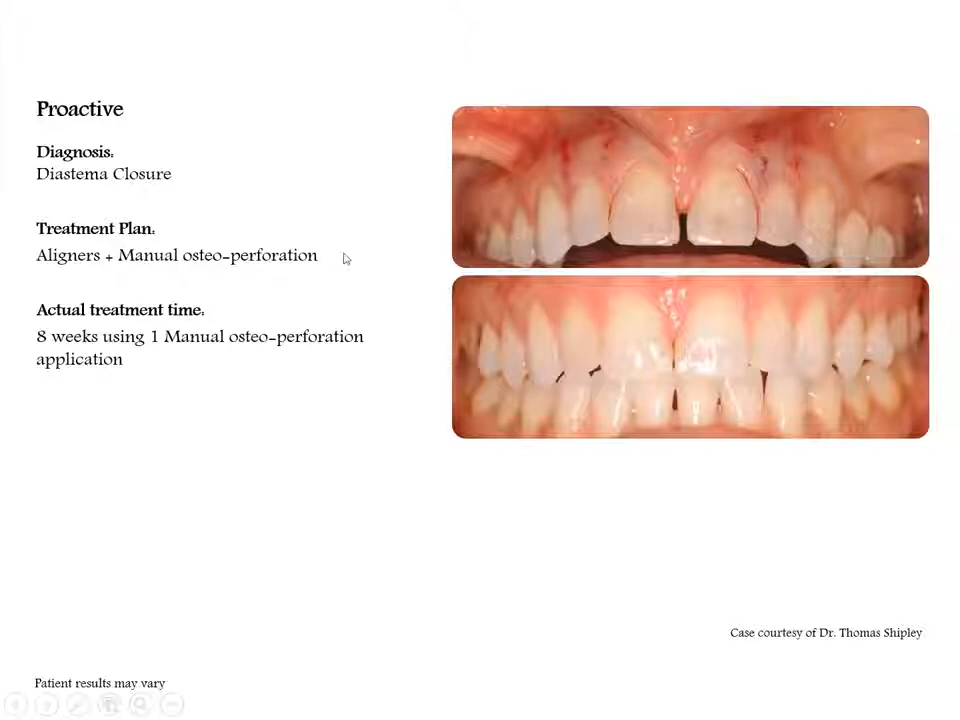 Proactive
Diagnosis:
Diastema Closure
Treatment Plan:
Aligners + Manual osteo-perforation
Actual treatment time:
8 weeks using 1 Manual osteo-perforation
application
Case courtesy of Dr. Thomas Shipley
Patient results may vary